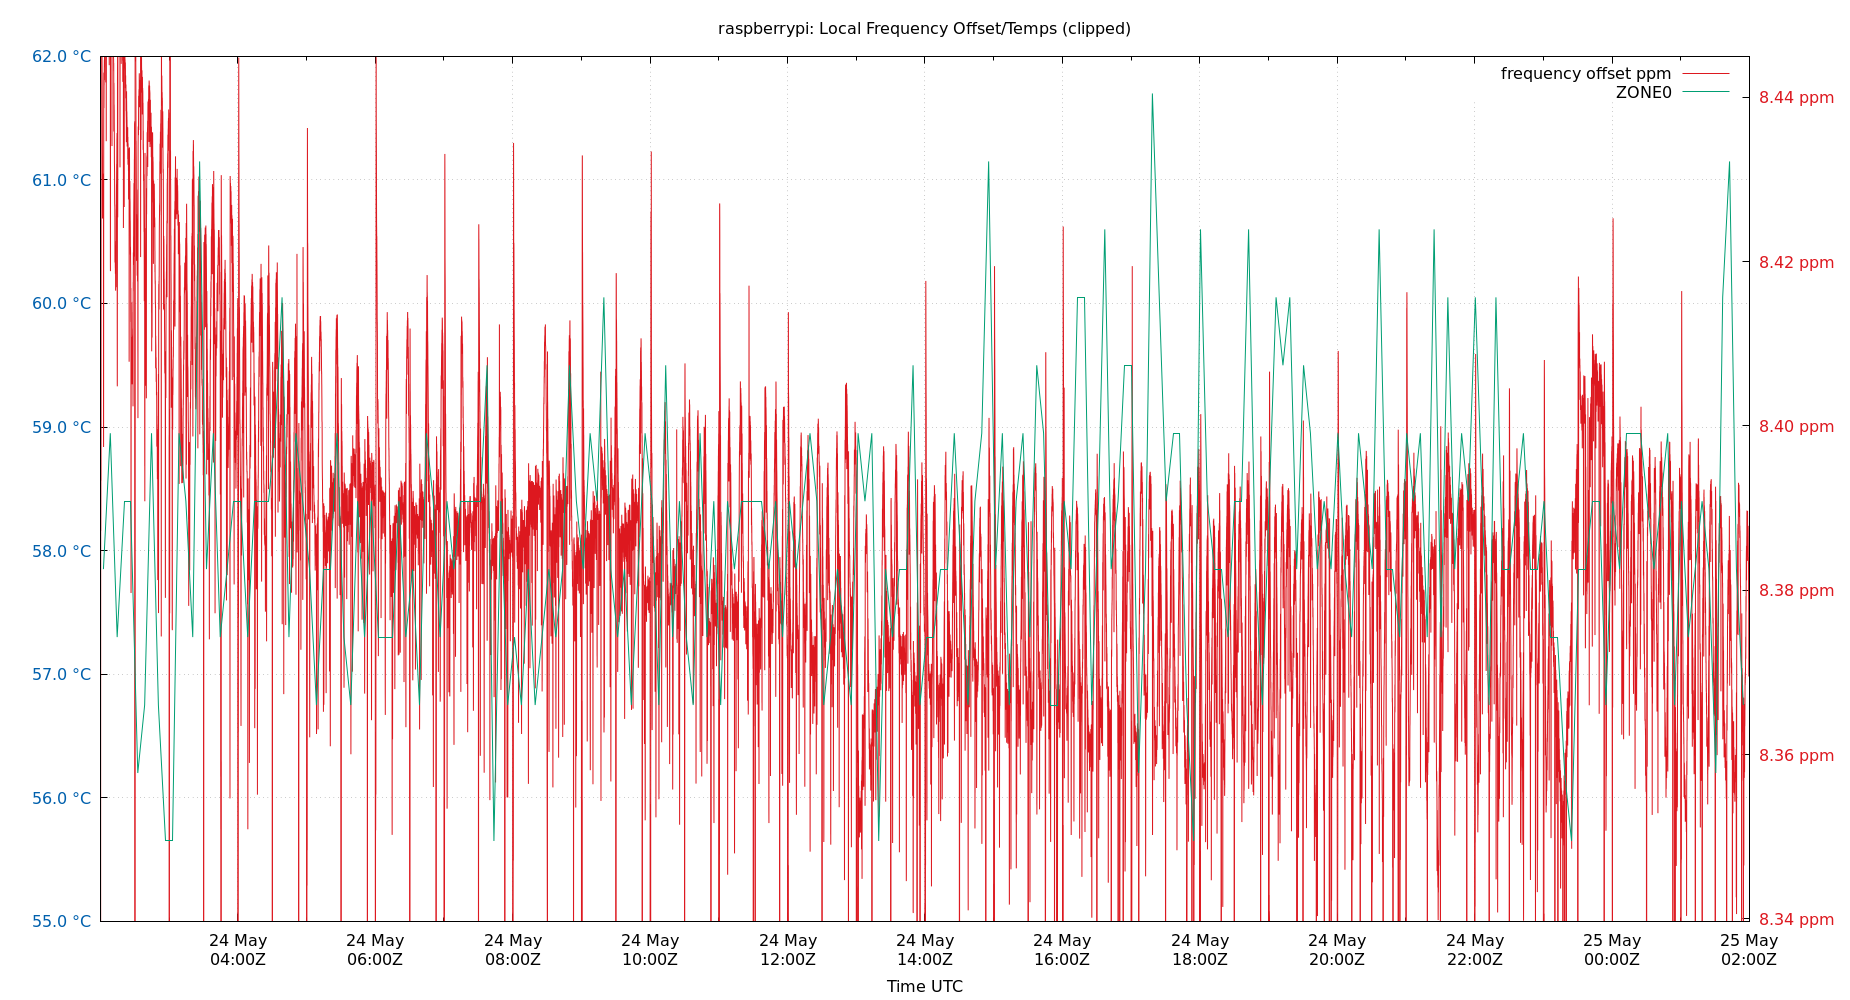 raspberrypi: Local Frequency Offset/Temps (clipped)
frequency offset ppm
ZONE0
62.0 °C
61.0 °C
60.0 °C
59.0 °C
58.0 °C
57.0 °C
56.0 °C
55.0 °C
8.44 ppm
8.42 ppm
8.40 ppm
8.38 ppm
8.36 ppm
8.34 ppm
24 May 04:00Z
24 May 06:00Z
24 May 08:00Z
24 May 10:00Z
24 May 12:00Z
24 May 14:00Z
24 May 16:00Z
24 May 18:00Z
24 May 20:00Z
24 May 22:00Z
25 May 00:00Z
25 May 02:00Z
Time UTC